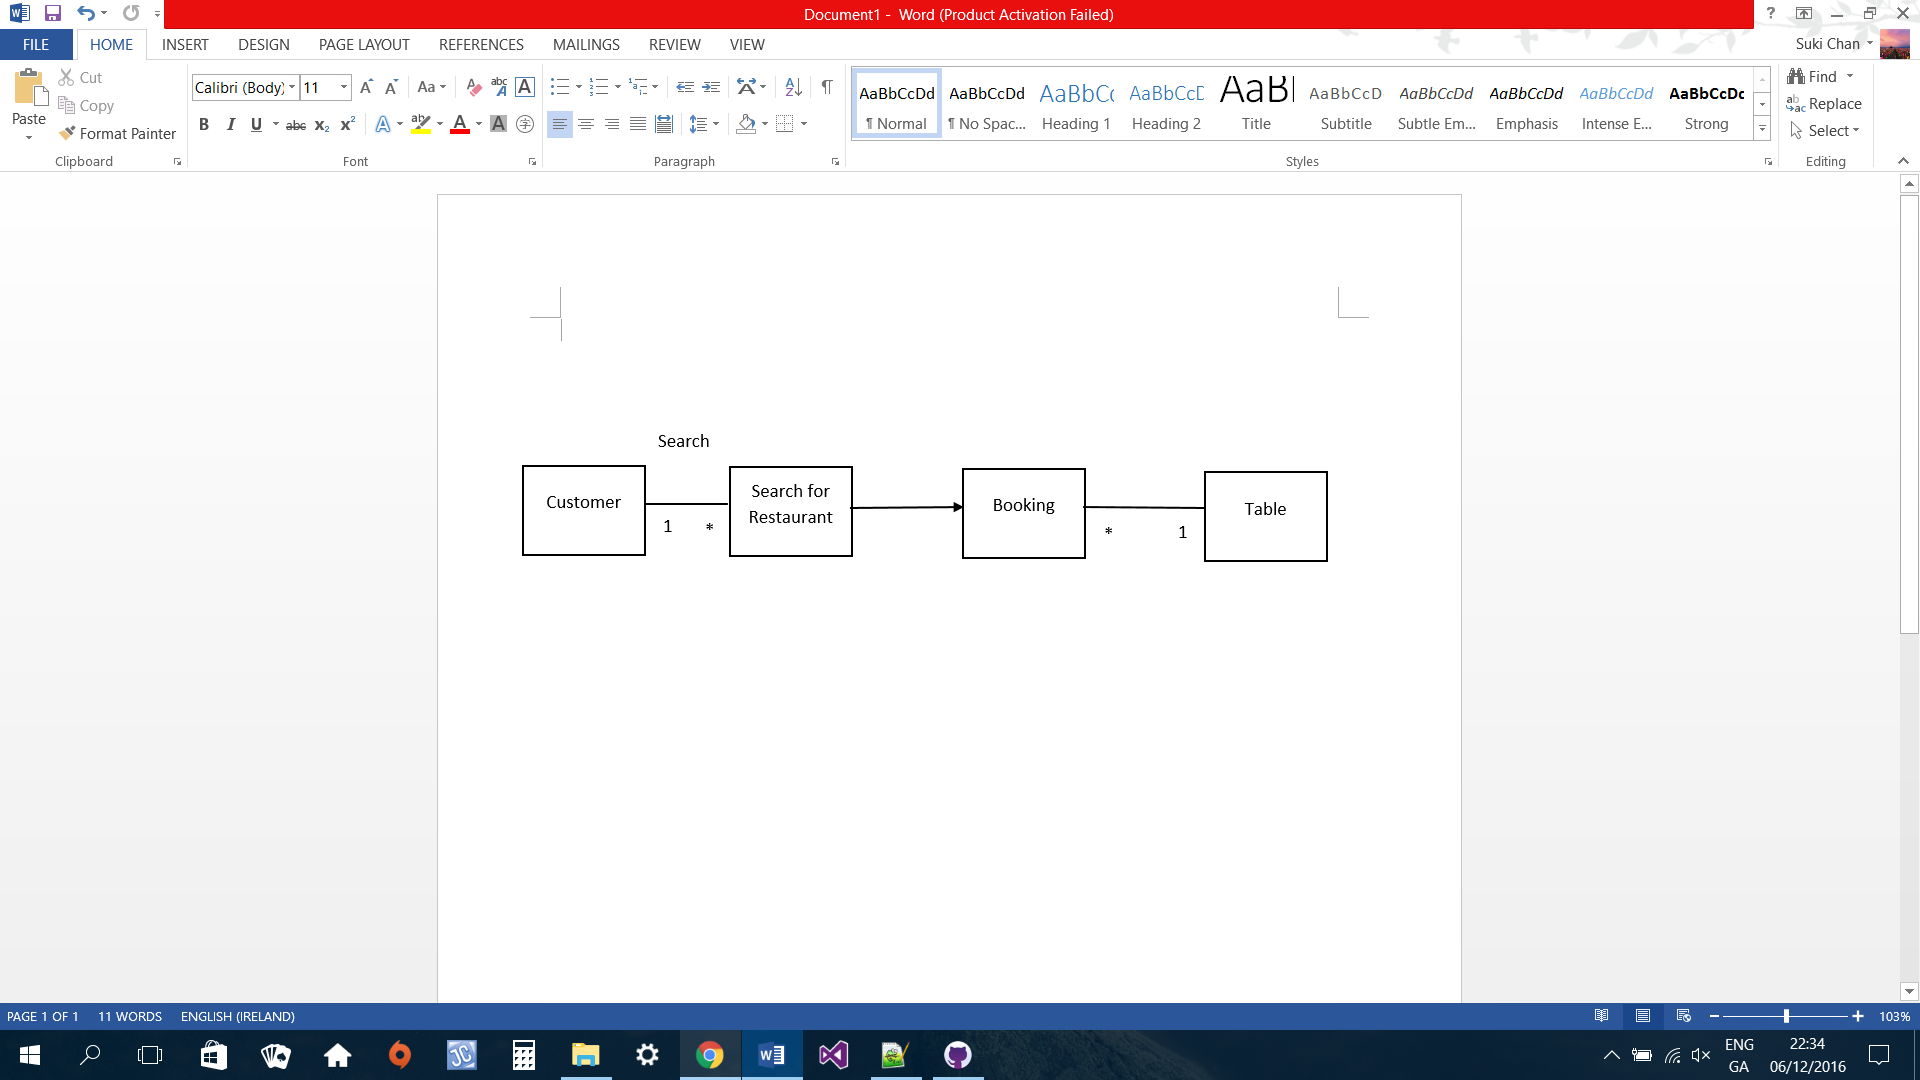 Document1 - Word (Product Activation Failed)
?
FILE HOME INSERT DESIGN PAGE LAYOUT REFERENCES MAILINGS REVIEW VIEW
Suki Chan
Paste
Cut
Copy
Format Painter
Clipboard
Calibri (Body) 11
Font
Paragraph
AaBbCcDd AaBbCcDd AaBbCc AaBbCcD AaBl AaBbCcD AaBbCcDd AaBbCcDd AaBbCcDd AaBbCcDc
¶ Normal ¶ No Spac... Heading 1 Heading 2 Title Subtitle Subtle Em... Emphasis Intense E... Strong
Styles
Find
Replace
Select
Editing
Search
Customer
Search for
Restaurant
Booking
Table
1 *
* 1
PAGE 1 OF 1 11 WORDS ENGLISH (IRELAND)
103%
ENG
GA
22:34
06/12/2016